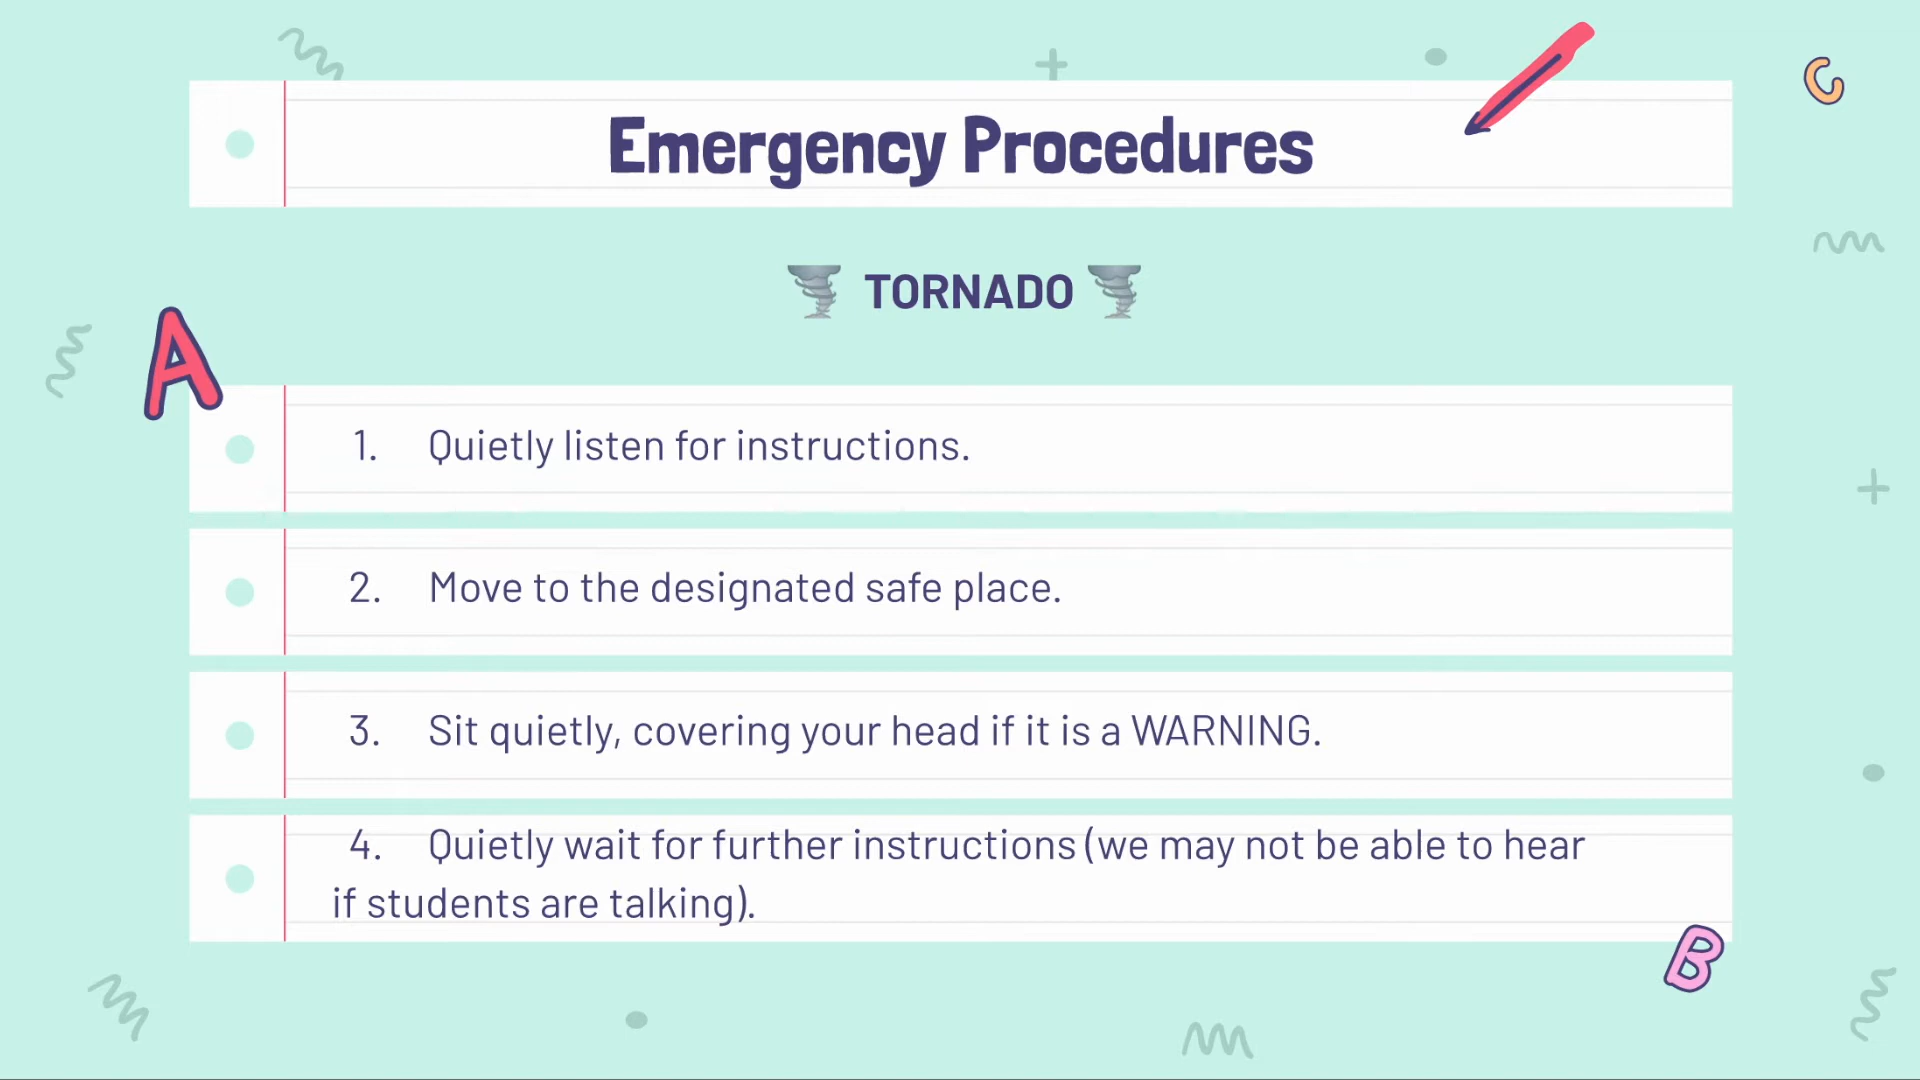 C
Emergency Procedures
TORNADO
A
1. Quietly listen for instructions.
2. Move to the designated safe place.
3. Sit quietly, covering your head if it is a WARNING.
4. Quietly wait for further instructions (we may not be able to hear
if students are talking).
B